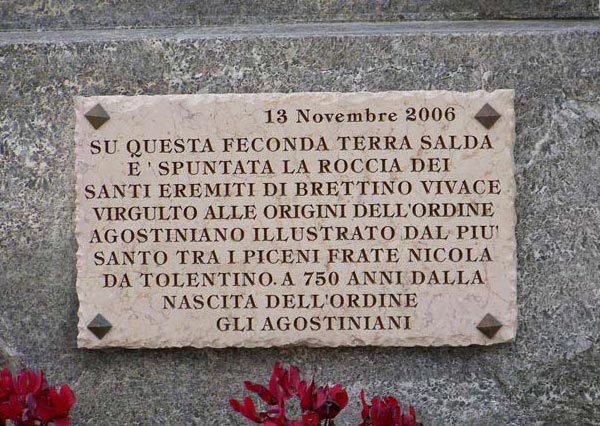 13 Novembre 2006
SU QUESTA FECONDA TERRA SALDA
E' SPUNTATA LA ROCCIA DEI
SANTI EREMITI DI BRETTINO VIVACE
VIRGULTO ALLE ORIGINI DELL'ORDINE
AGOSTINIANO ILLUSTRATO DAL PIU'
SANTO TRA I PICENI FRATE NICOLA
DA TOLENTINO. A 750 ANNI DALLA
NASCITA DELL'ORDINE
GLI AGOSTINIANI